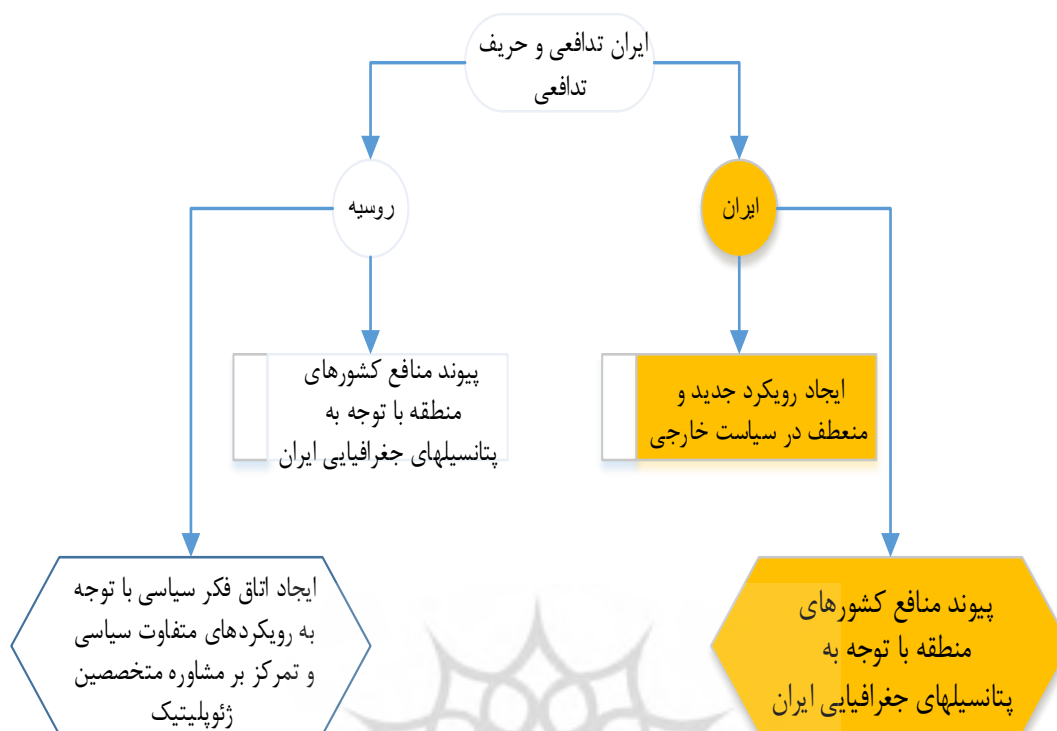 ایران تدافعی و حریف
تدافعی
ایران
روسیه
ایجاد رویکرد جدید و
منعطف در سیاست خارجی
پیوند منافع کشورهای
منطقه با توجه به
پتانسیلهای جغرافیایی ایران
پیوند منافع کشورهای
منطقه با توجه به
پتانسیلهای جغرافیایی ایران
ایجاد اتاق فکر سیاسی با توجه
به رویکردهای متفاوت سیاسی
و تمرکز بر مشاوره متخصصین
ژئوپلیتیک